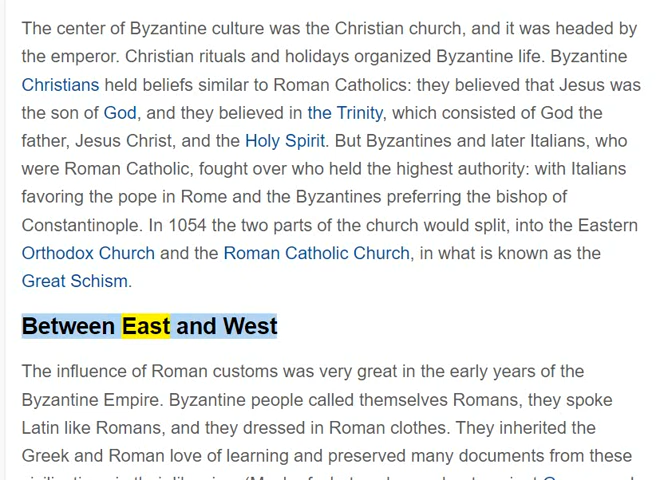 The center of Byzantine culture was the Christian church, and it was headed by
the emperor. Christian rituals and holidays organized Byzantine life. Byzantine
Christians held beliefs similar to Roman Catholics: they believed that Jesus was
the son of God, and they believed in the Trinity, which consisted of God the
father, Jesus Christ, and the Holy Spirit. But Byzantines and later Italians, who
were Roman Catholic, fought over who held the highest authority: with Italians
favoring the pope in Rome and the Byzantines preferring the bishop of
Constantinople. In 1054 the two parts of the church would split, into the Eastern
Orthodox Church and the Roman Catholic Church, in what is known as the
Great Schism.
Between East and West
The influence of Roman customs was very great in the early years of the
Byzantine Empire. Byzantine people called themselves Romans, they spoke
Latin like Romans, and they dressed in Roman clothes. They inherited the
Greek and Roman love of learning and preserved many documents from these